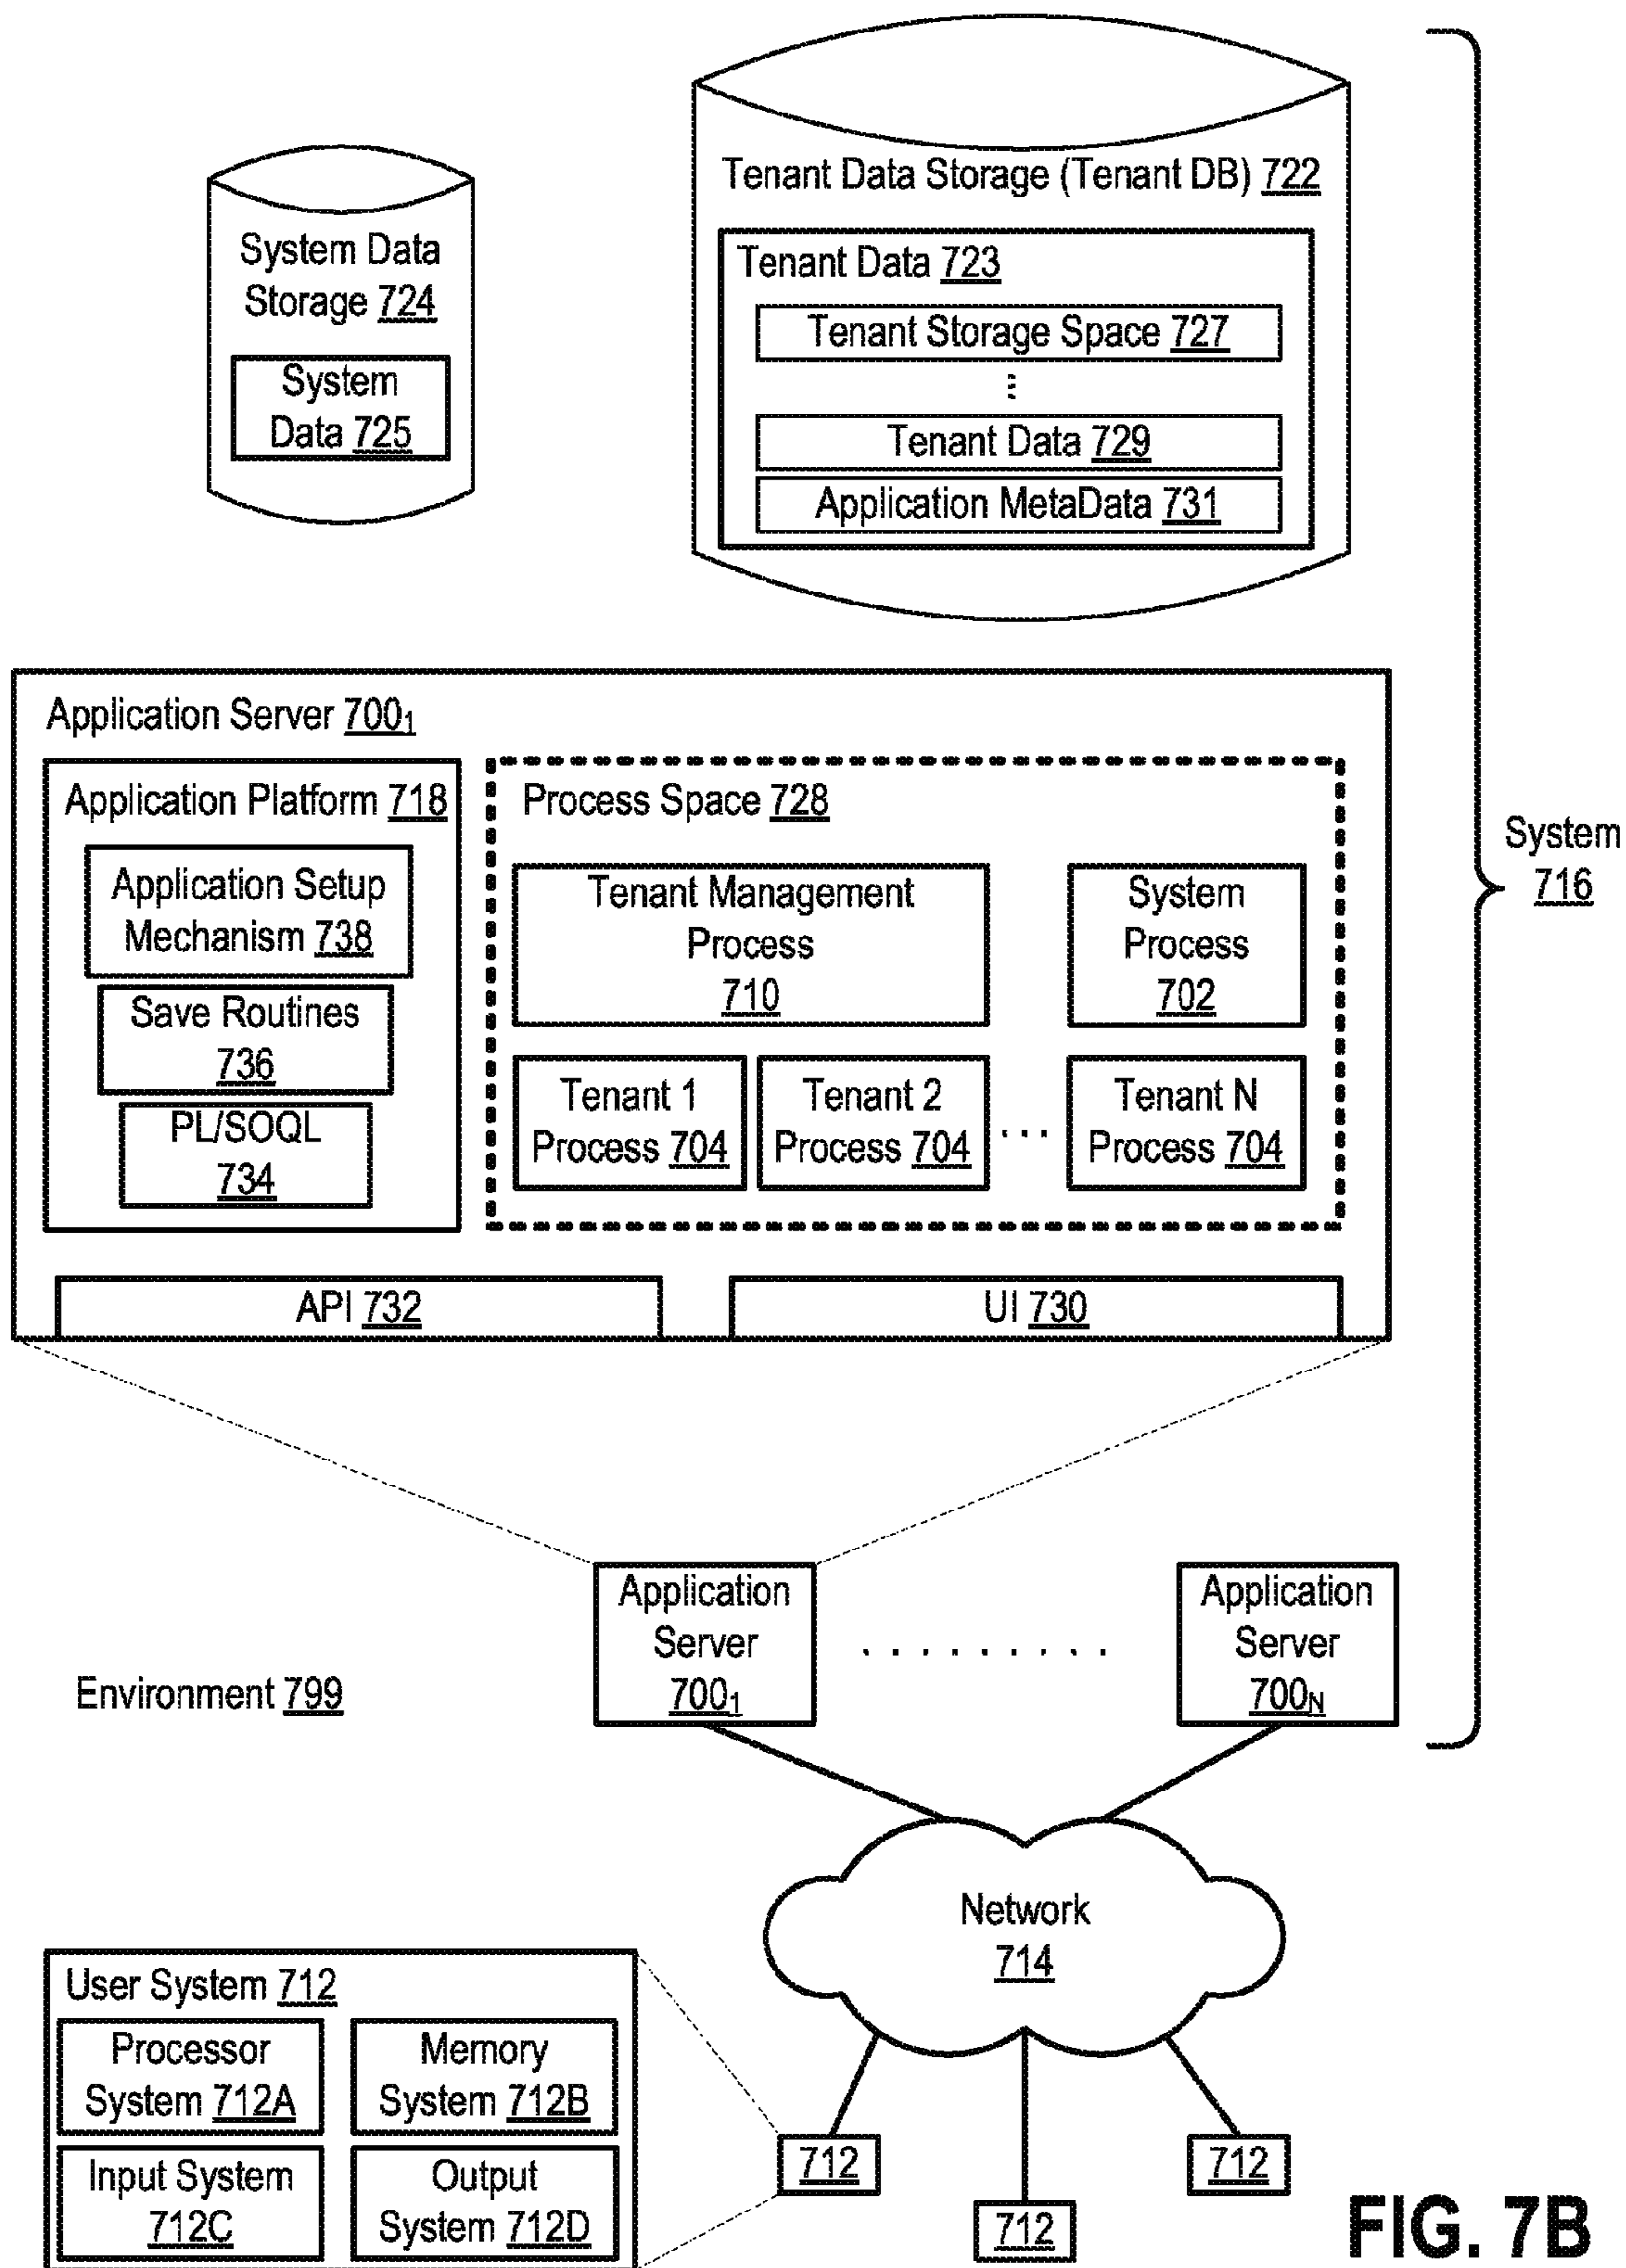 Tenant Data Storage (Tenant DB) 722
System Data
Storage 724
System
Data 725
Tenant Data 723
Tenant Storage Space 727
⋮
Tenant Data 729
Application MetaData 731
System
716
Application Server 700₁
Application Platform 718
Application Setup
Mechanism 738
Save Routines
736
PL/SOQL
734
Process Space 728
Tenant Management
Process
710
System
Process
702
Tenant 1
Process 704
Tenant 2
Process 704
...
Tenant N
Process 704
API 732
UI 730
Application
Server
700₁
.........
Application
Server
700N
Environment 799
Network
714
User System 712
Processor
System 712A
Memory
System 712B
Input System
712C
Output
System 712D
712
712
712
FIG. 7B